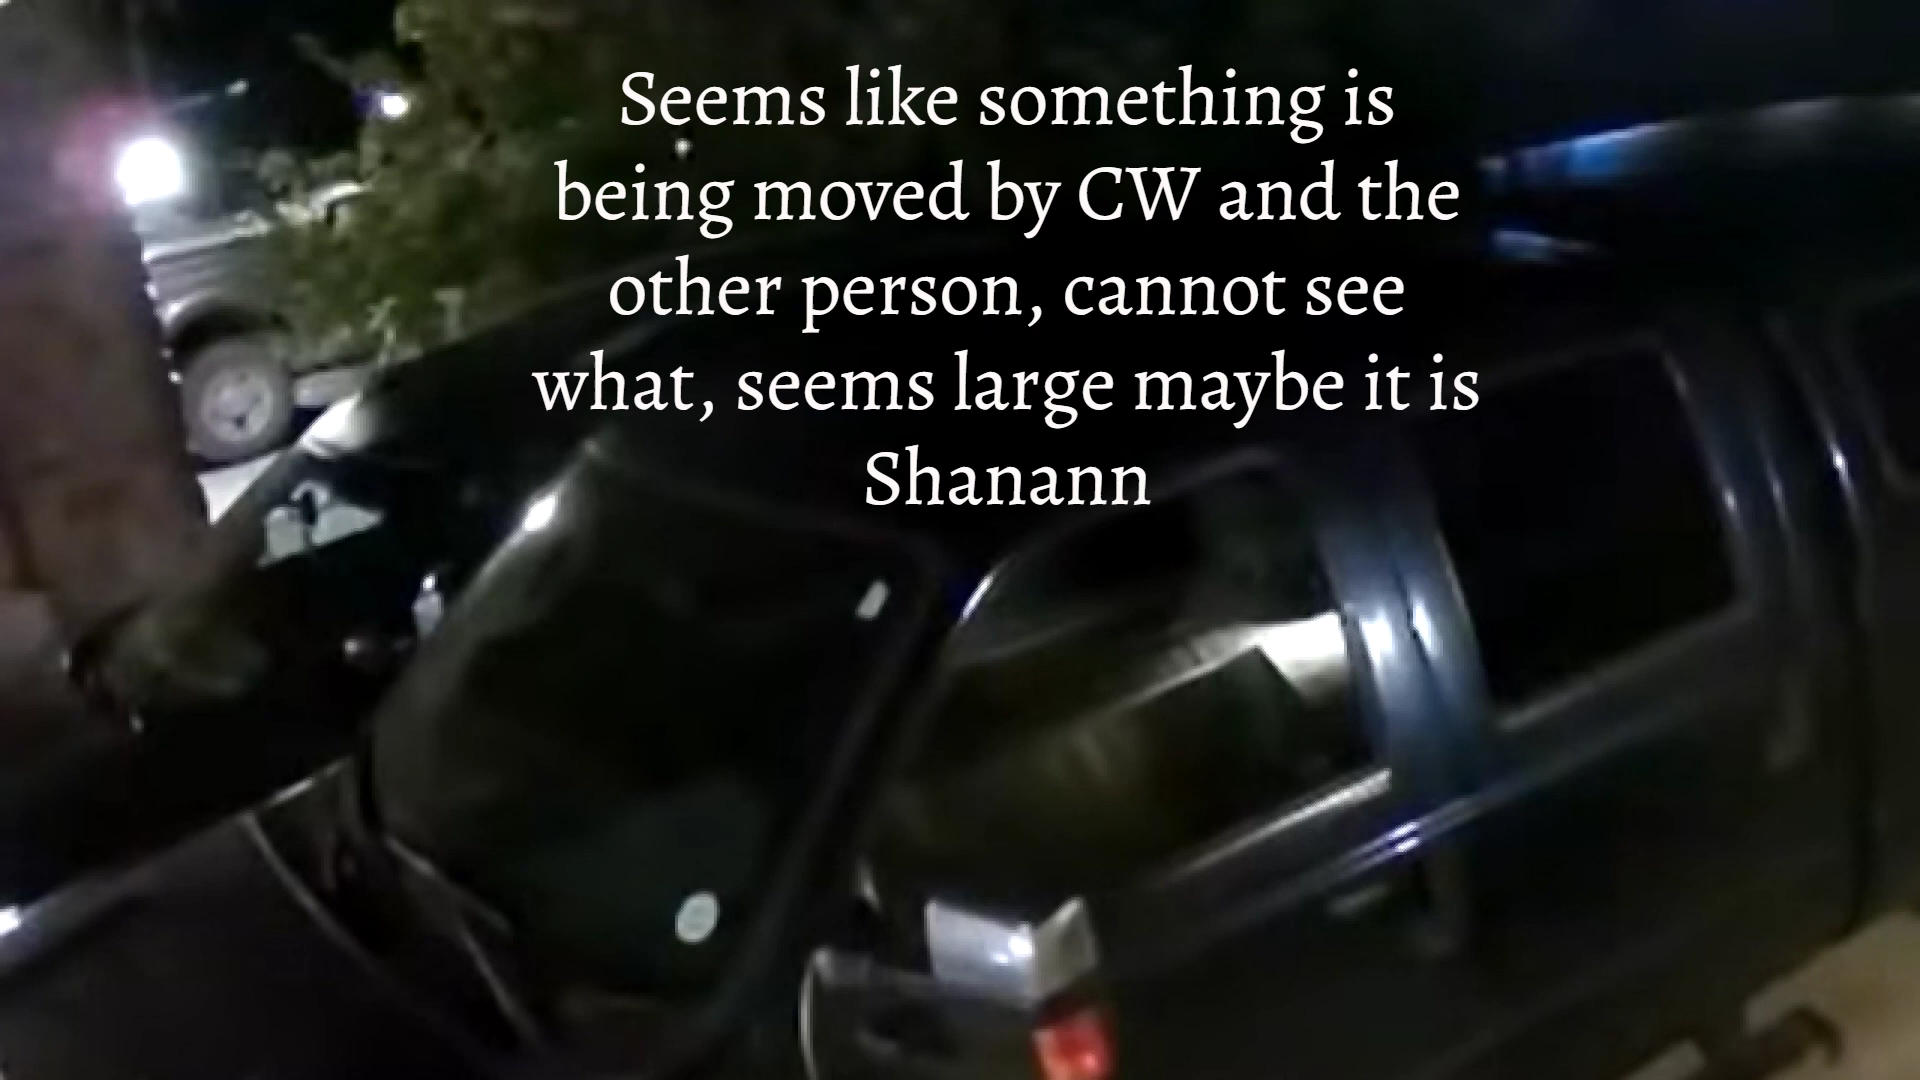 Seems like something is
being moved by CW and the
other person, cannot see
what, seems large maybe it is
Shanann